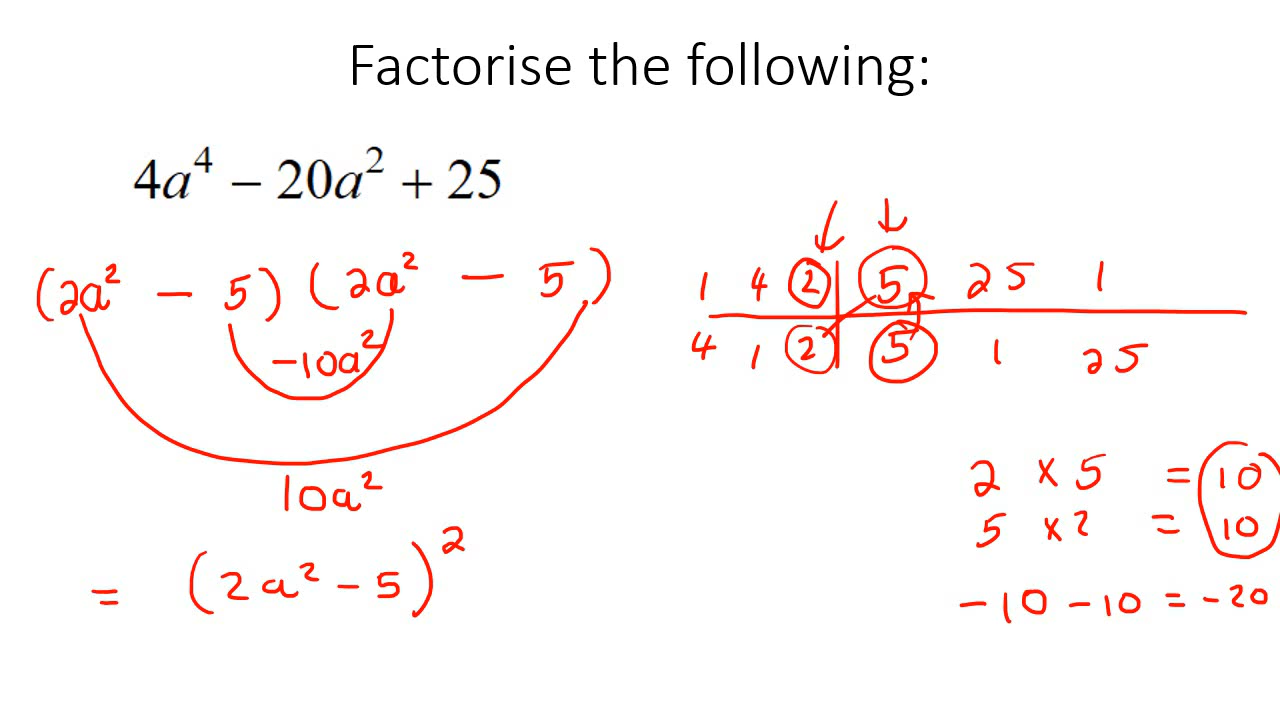 Factorise the following:
4a⁴ − 20a² + 25
(2a² − 5) (2a² − 5)
−10a²
10a²
= (2a² − 5)²
1 4 2 | 5 25 1
4 1 2 | 5 1 25
2 × 5 = 10
5 × 2 = 10
−10 −10 = −20